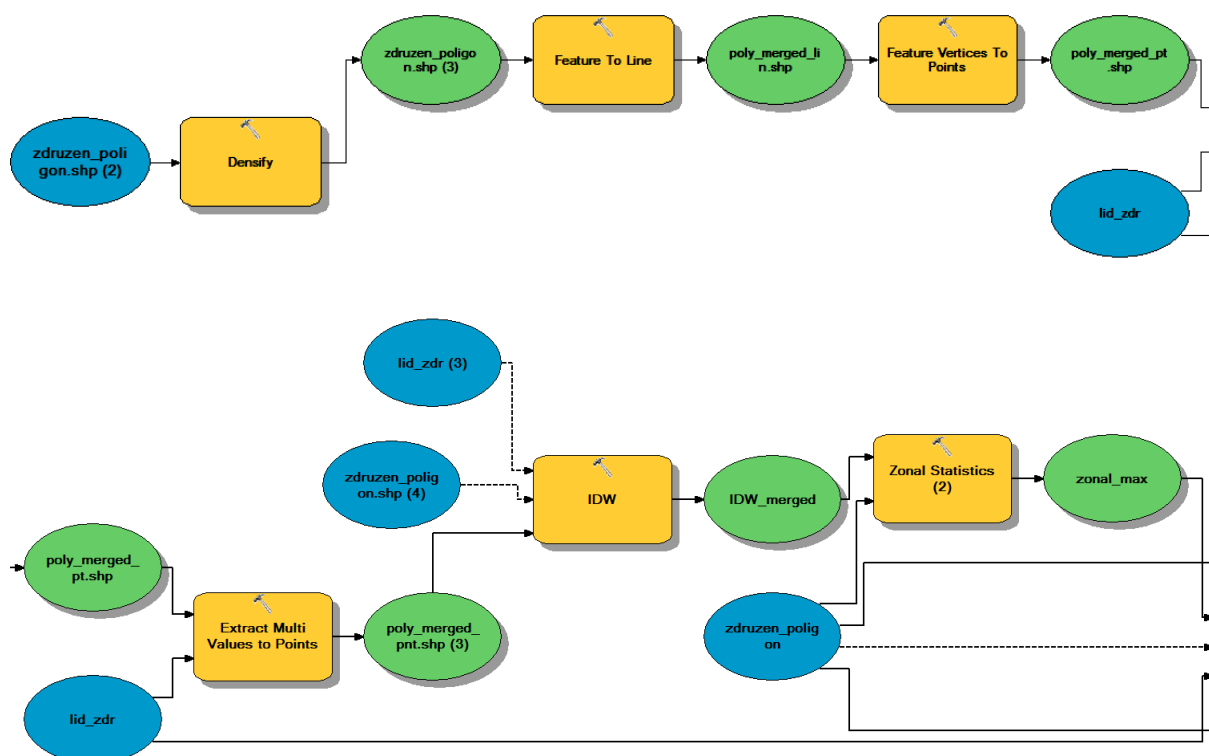 zdruzen_poligo
n.shp (3)
Feature To Line
poly_merged_li
n.shp
Feature Vertices To
Points
poly_merged_pt
.shp
zdruzen_poli
gon.shp (2)
Densify
lid_zdr
lid_zdr (3)
zdruzen_polig
on.shp (4)
IDW
IDW_merged
Zonal Statistics
(2)
zonal_max
poly_merged_
pt.shp
Extract Multi
Values to Points
poly_merged_
pnt.shp (3)
zdruzen_polig
on
lid_zdr